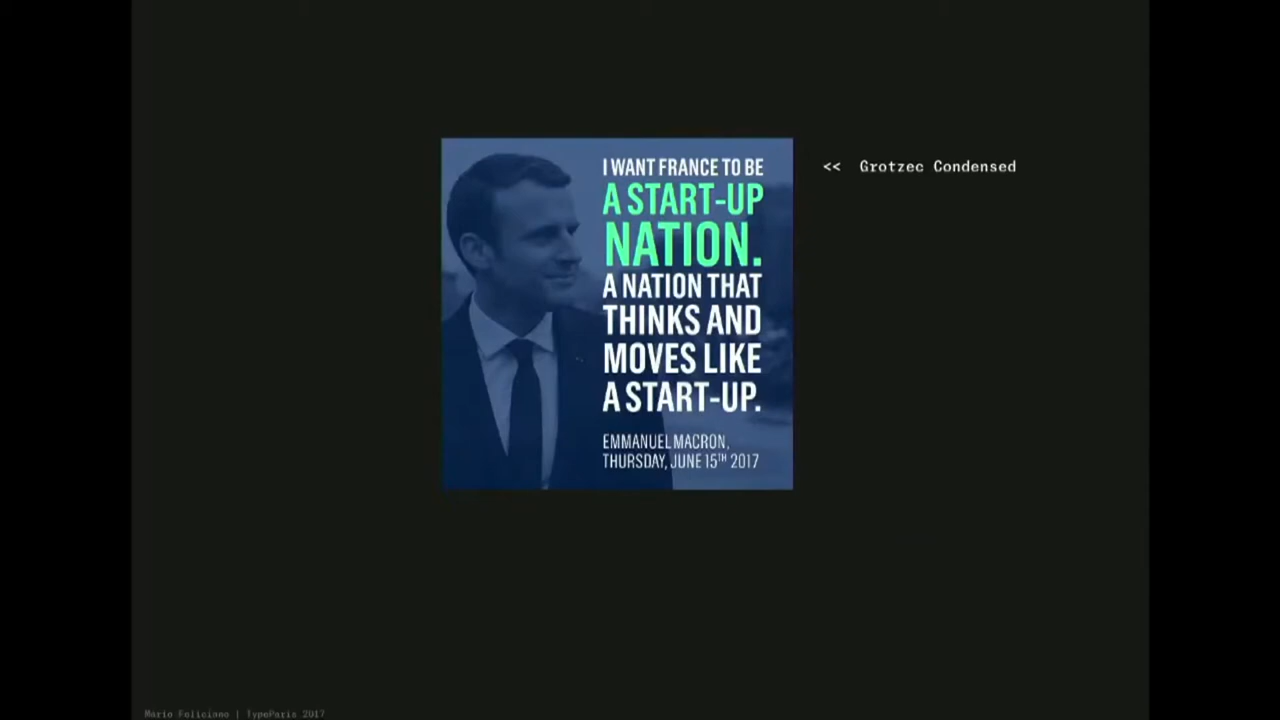 I WANT FRANCE TO BE
A START-UP
NATION.
A NATION THAT
THINKS AND
MOVES LIKE
A START-UP.
EMMANUEL MACRON,
THURSDAY, JUNE 15TH 2017
<< Grotzec Condensed
Mário Feliciano | TypeParis 2017